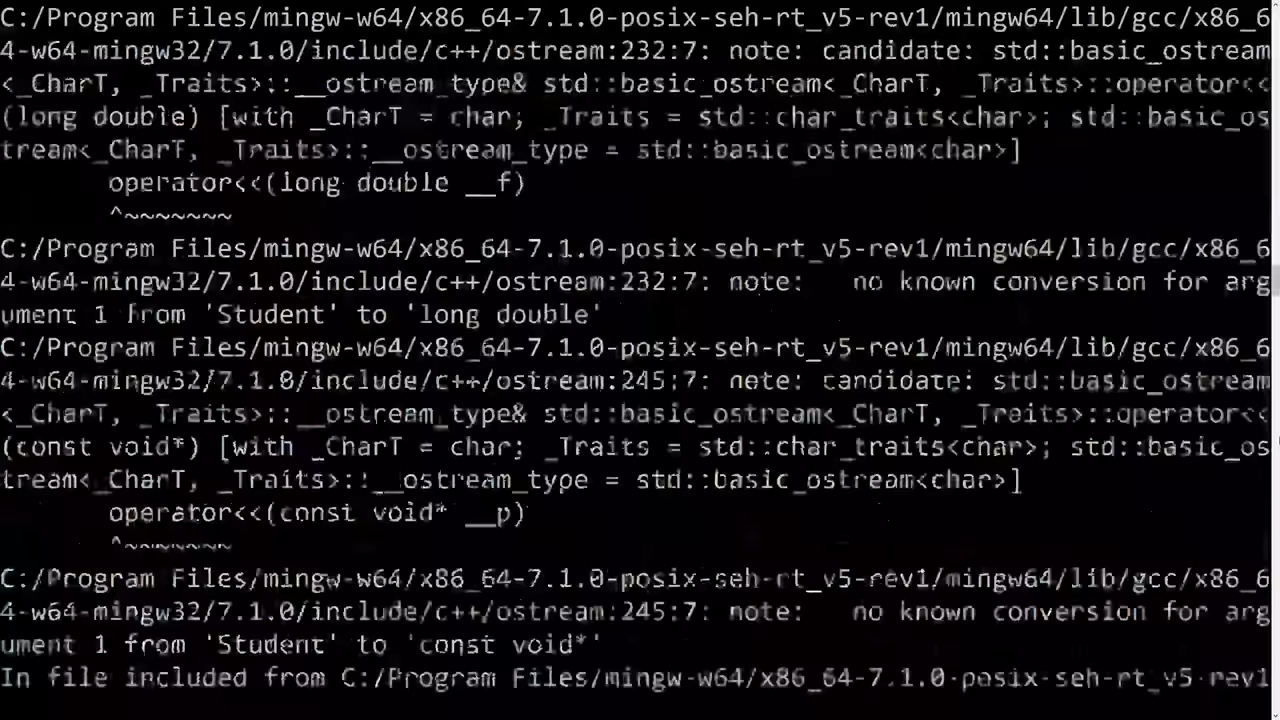 C:/Program Files/mingw-w64/x86_64-7.1.0-posix-seh-rt_v5-rev1/mingw64/lib/gcc/x86_6
4-w64-mingw32/7.1.0/include/c++/ostream:232:7: note: candidate: std::basic_ostream
<_CharT, _Traits>::__ostream_type& std::basic_ostream<_CharT, _Traits>::operator<<
(long double) [with _CharT = char; _Traits = std::char_traits<char>; std::basic_os
tream<_CharT, _Traits>::__ostream_type = std::basic_ostream<char>]
       operator<<(long double __f)
       ^~~~~~~~
C:/Program Files/mingw-w64/x86_64-7.1.0-posix-seh-rt_v5-rev1/mingw64/lib/gcc/x86_6
4-w64-mingw32/7.1.0/include/c++/ostream:232:7: note:   no known conversion for arg
ument 1 from 'Student' to 'long double'
C:/Program Files/mingw-w64/x86_64-7.1.0-posix-seh-rt_v5-rev1/mingw64/lib/gcc/x86_6
4-w64-mingw32/7.1.0/include/c++/ostream:245:7: note: candidate: std::basic_ostream
<_CharT, _Traits>::__ostream_type& std::basic_ostream<_CharT, _Traits>::operator<<
(const void*) [with _CharT = char; _Traits = std::char_traits<char>; std::basic_os
tream<_CharT, _Traits>::__ostream_type = std::basic_ostream<char>]
       operator<<(const void* __p)
       ^~~~~~~~
C:/Program Files/mingw-w64/x86_64-7.1.0-posix-seh-rt_v5-rev1/mingw64/lib/gcc/x86_6
4-w64-mingw32/7.1.0/include/c++/ostream:245:7: note:   no known conversion for arg
ument 1 from 'Student' to 'const void*'
In file included from C:/Program Files/mingw-w64/x86_64-7.1.0-posix-seh-rt_v5-rev1